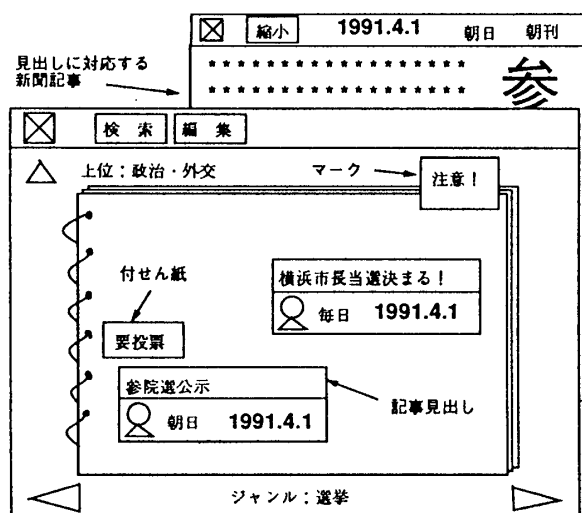 縮小 1991.4.1 朝日 朝刊
見出しに対応する
新聞記事
参
検索 編集
上位：政治・外交
マーク
注意！
付せん紙
横浜市長当選決まる！
毎日 1991.4.1
要投票
参院選公示
朝日 1991.4.1
記事見出し
ジャンル：選挙